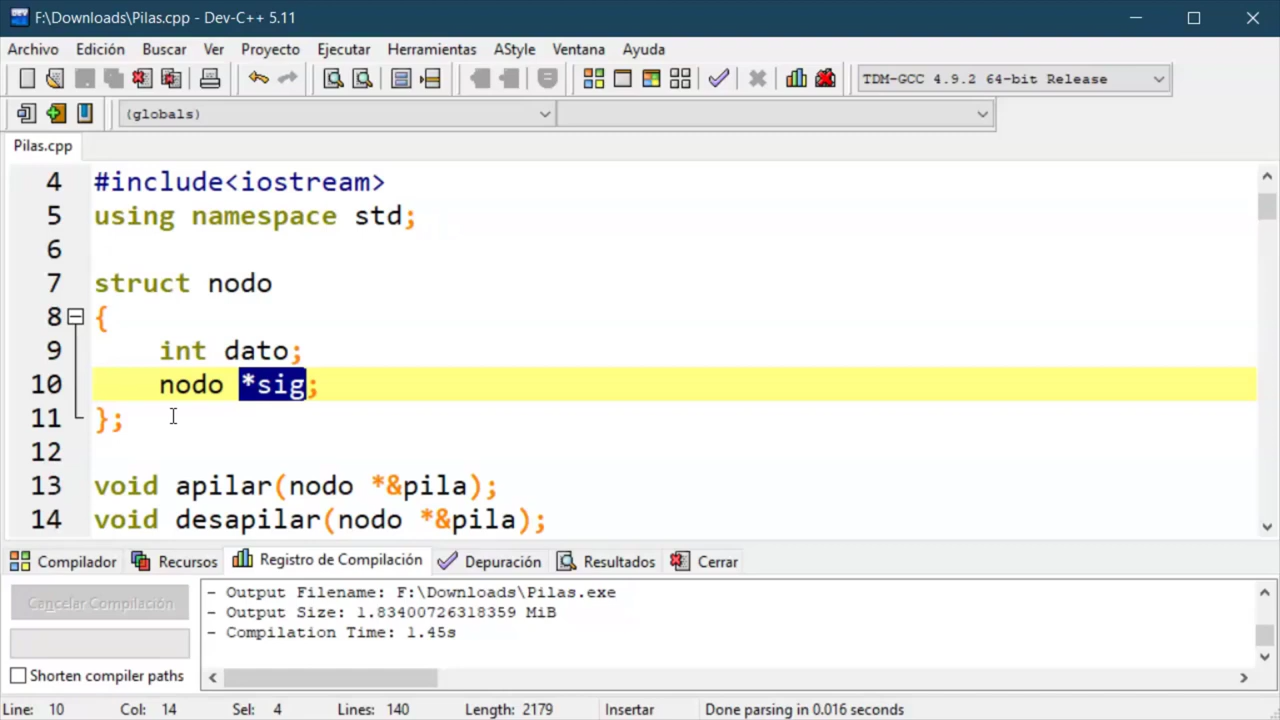 F:\Downloads\Pilas.cpp - Dev-C++ 5.11
Archivo Edición Buscar Ver Proyecto Ejecutar Herramientas AStyle Ventana Ayuda
TDM-GCC 4.9.2 64-bit Release
(globals)
Pilas.cpp
4 #include<iostream>
5 using namespace std;
6
7 struct nodo
8 {
9 int dato;
10 nodo *sig;
11 };
12
13 void apilar(nodo *&pila);
14 void desapilar(nodo *&pila);
Compilador Recursos Registro de Compilación Depuración Resultados Cerrar
Cancelar Compilación
- Output Filename: F:\Downloads\Pilas.exe
- Output Size: 1.83400726318359 MiB
- Compilation Time: 1.45s
Shorten compiler paths
Line: 10 Col: 14 Sel: 4 Lines: 140 Length: 2179 Insertar Done parsing in 0.016 seconds